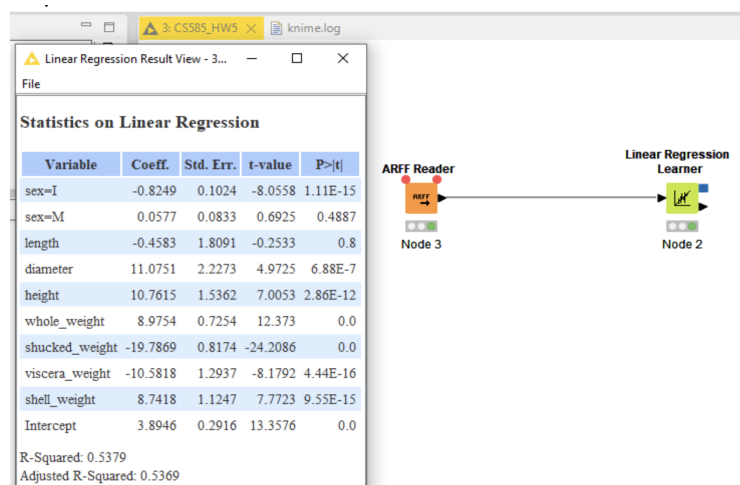 3: CS585_HW5
knime.log
Linear Regression Result View - 3...
File
Statistics on Linear Regression
Variable Coeff. Std. Err. t-value P>|t|
sex=I -0.8249 0.1024 -8.0558 1.11E-15
sex=M 0.0577 0.0833 0.6925 0.4887
length -0.4583 1.8091 -0.2533 0.8
diameter 11.0751 2.2273 4.9725 6.88E-7
height 10.7615 1.5362 7.0053 2.86E-12
whole_weight 8.9754 0.7254 12.373 0.0
shucked_weight -19.7869 0.8174 -24.2086 0.0
viscera_weight -10.5818 1.2937 -8.1792 4.44E-16
shell_weight 8.7418 1.1247 7.7723 9.55E-15
Intercept 3.8946 0.2916 13.3576 0.0
R-Squared: 0.5379
Adjusted R-Squared: 0.5369
ARFF Reader
ARFF
Node 3
Linear Regression
Learner
Node 2